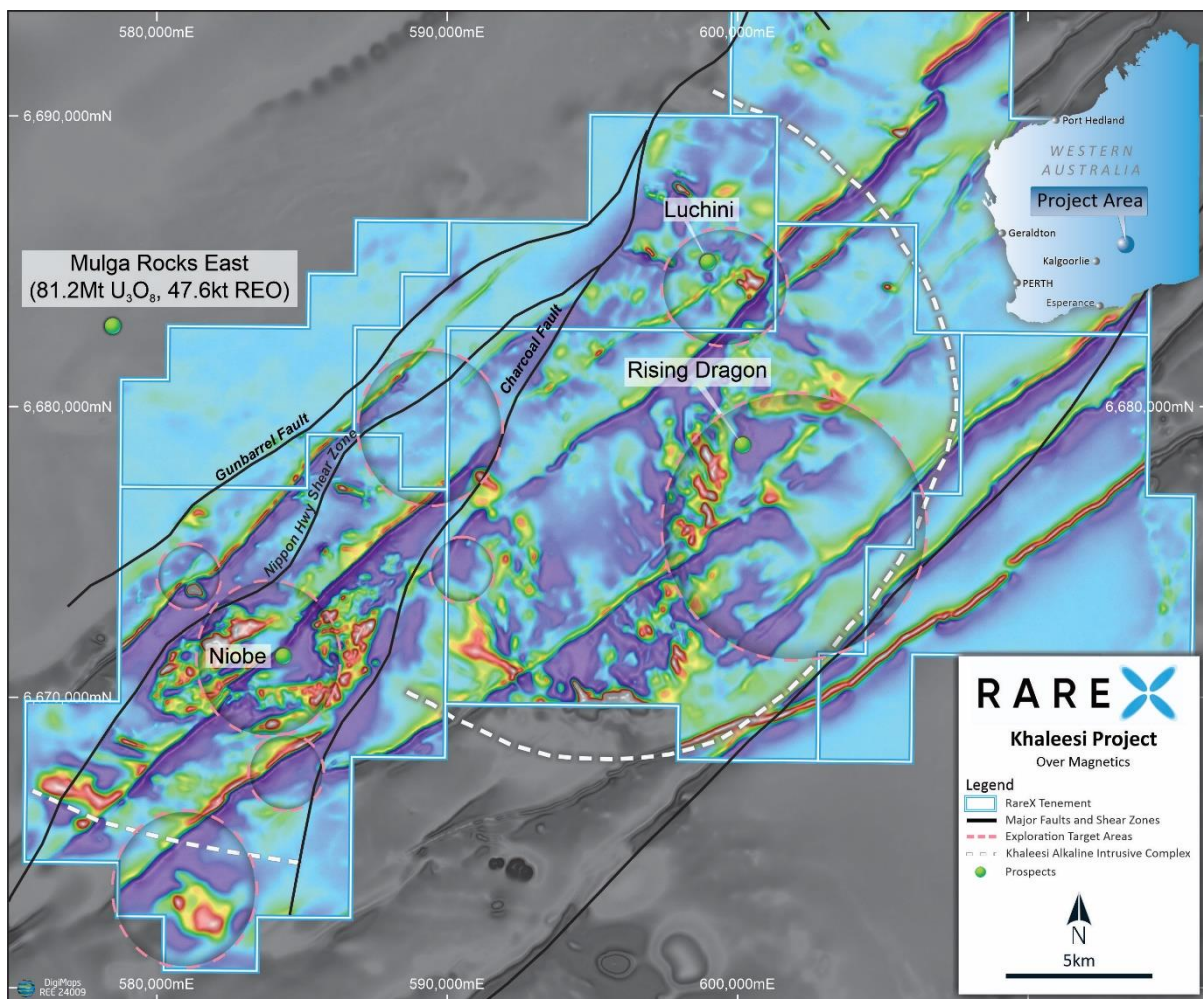 580,000mE
590,000mE
600,000mE
6,690,000mN
Port Hedland
WESTERN
AUSTRALIA
Project Area
Geraldton
Kalgoorlie
PERTH
Esperance
Luchini
Mulga Rocks East
(81.2Mt U₃O₈, 47.6kt REO)
Charcoal Fault
Rising Dragon
6,680,000mN
6,680,000mN
Gunbarrel Fault
Nippon Hwy Shear Zone
Niobe
6,670,000mN
RAREX
Khaleesi Project
Over Magnetics
Legend
RareX Tenement
Major Faults and Shear Zones
Exploration Target Areas
Khaleesi Alkaline Intrusive Complex
Prospects
N
5km
DigiMaps
REE 24009
580,000mE
590,000mE
600,000mE